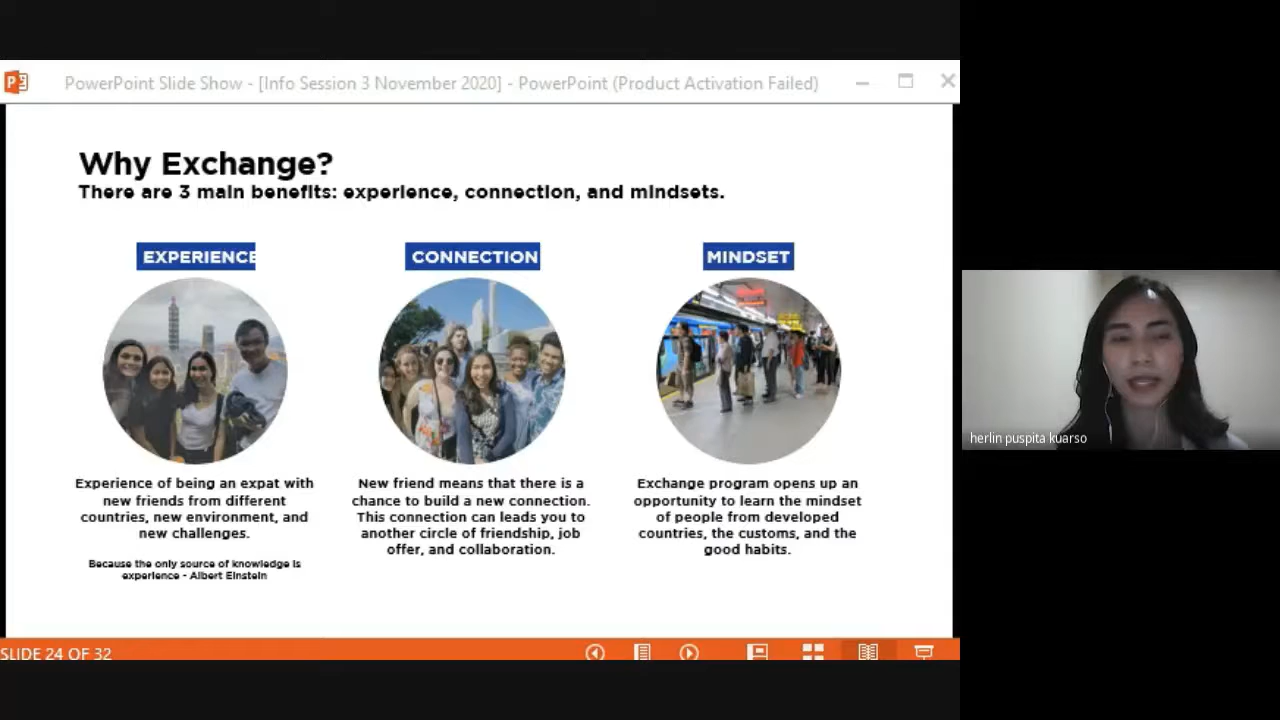 PowerPoint Slide Show - [Info Session 3 November 2020] - PowerPoint (Product Activation Failed)
Why Exchange?
There are 3 main benefits: experience, connection, and mindsets.
EXPERIENCE
Experience of being an expat with
new friends from different
countries, new environment, and
new challenges.
Because the only source of knowledge is
experience - Albert Einstein
CONNECTION
New friend means that there is a
chance to build a new connection.
This connection can leads you to
another circle of friendship, job
offer, and collaboration.
MINDSET
Exchange program opens up an
opportunity to learn the mindset
of people from developed
countries, the customs, and the
good habits.
herlin puspita kuarso
SLIDE 24 OF 32